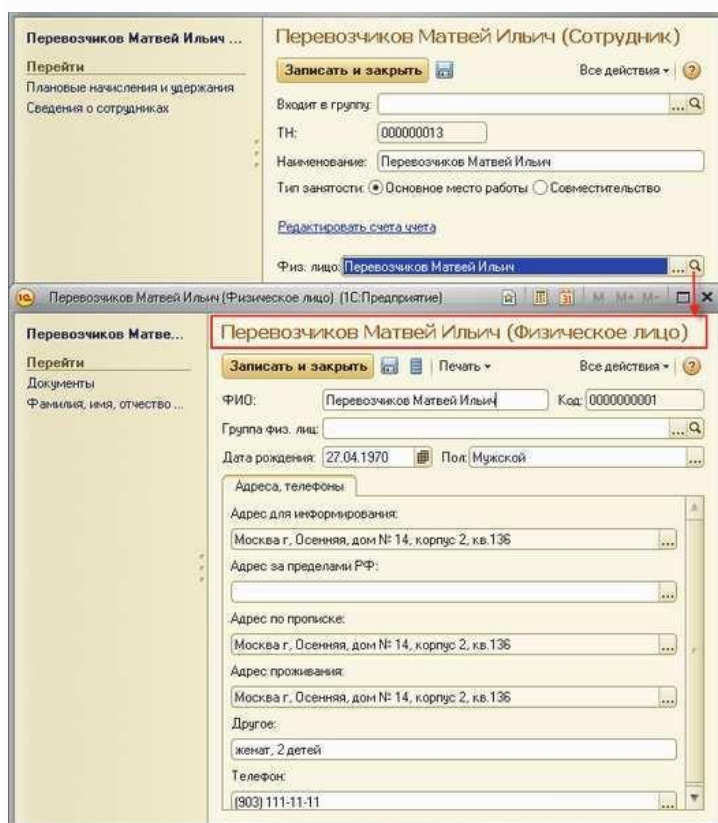 Перевозчиков Матвей Ильич ...
Перейти
Плановые начисления и удержания
Сведения о сотрудниках
Перевозчиков Матвей Ильич (Сотрудник)
Записать и закрыть
Все действия
Входит в группу:
...
ТН: 000000013
Наименование: Перевозчиков Матвей Ильич
Тип занятости: Основное место работы Совместительство
Редактировать счета учета
Физ. лицо: Перевозчиков Матвей Ильич ...
Перевозчиков Матвей Ильич (Физическое лицо) (1С:Предприятие) M M+ M-
Перевозчиков Матве...
Перейти
Документы
Фамилия, имя, отчество ...
Перевозчиков Матвей Ильич (Физическое лицо)
Записать и закрыть Печать Все действия
ФИО: Перевозчиков Матвей Ильич Код: 0000000001
Группа физ. лиц: ...
Дата рождения: 27.04.1970 Пол: Мужской ...
Адреса, телефоны
Адрес для информирования:
Москва г, Осенняя, дом № 14, корпус 2, кв.136 ...
Адрес за пределами РФ:
...
Адрес по прописке:
Москва г, Осенняя, дом № 14, корпус 2, кв.136 ...
Адрес проживания:
Москва г, Осенняя, дом № 14, корпус 2, кв.136 ...
Другое:
женат, 2 детей
Телефон:
(903) 111-11-11 ...